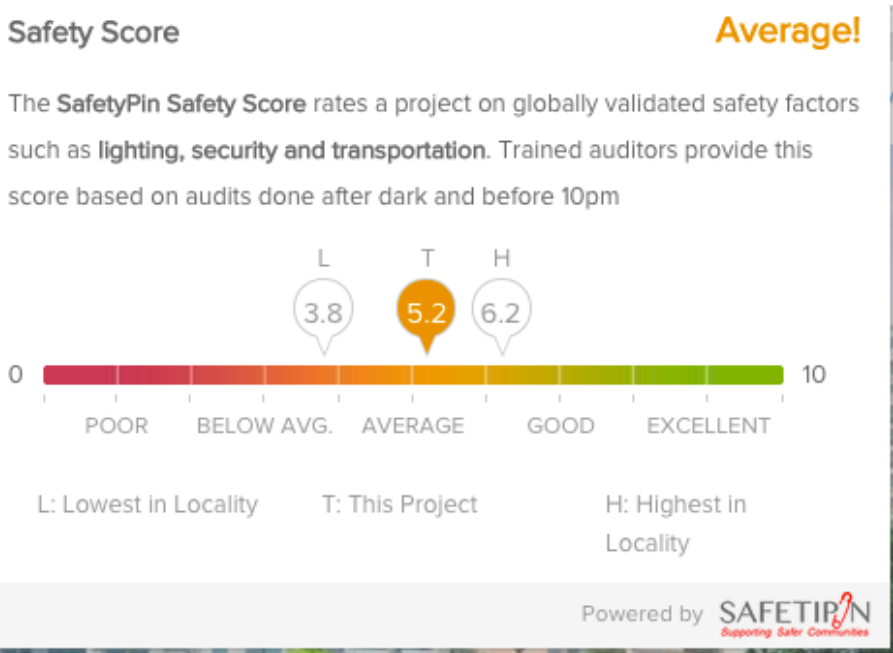 Safety Score
Average!
The SafetyPin Safety Score rates a project on globally validated safety factors
such as lighting, security and transportation. Trained auditors provide this
score based on audits done after dark and before 10pm
L T H
3.8 5.2 6.2
0 10
POOR BELOW AVG. AVERAGE GOOD EXCELLENT
L: Lowest in Locality T: This Project H: Highest in
Locality
Powered by SAFETIPIN
Supporting Safer Communities